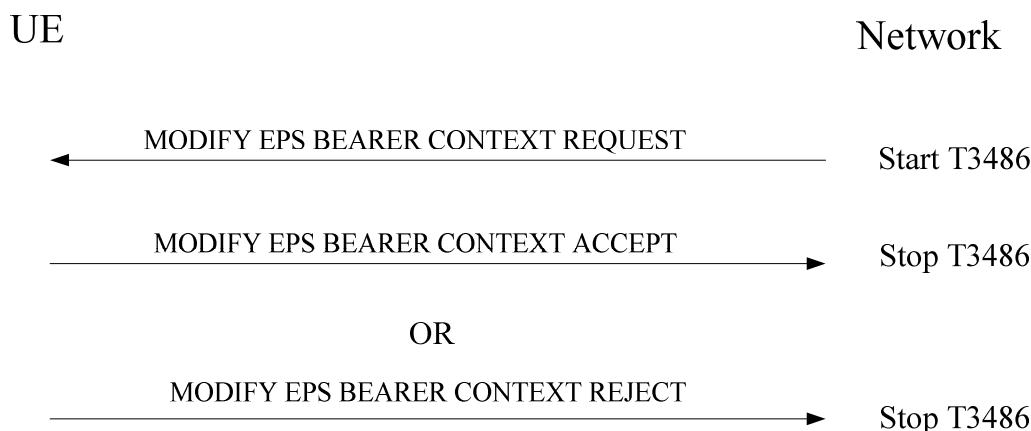 UE
Network
MODIFY EPS BEARER CONTEXT REQUEST
Start T3486
MODIFY EPS BEARER CONTEXT ACCEPT
Stop T3486
OR
MODIFY EPS BEARER CONTEXT REJECT
Stop T3486